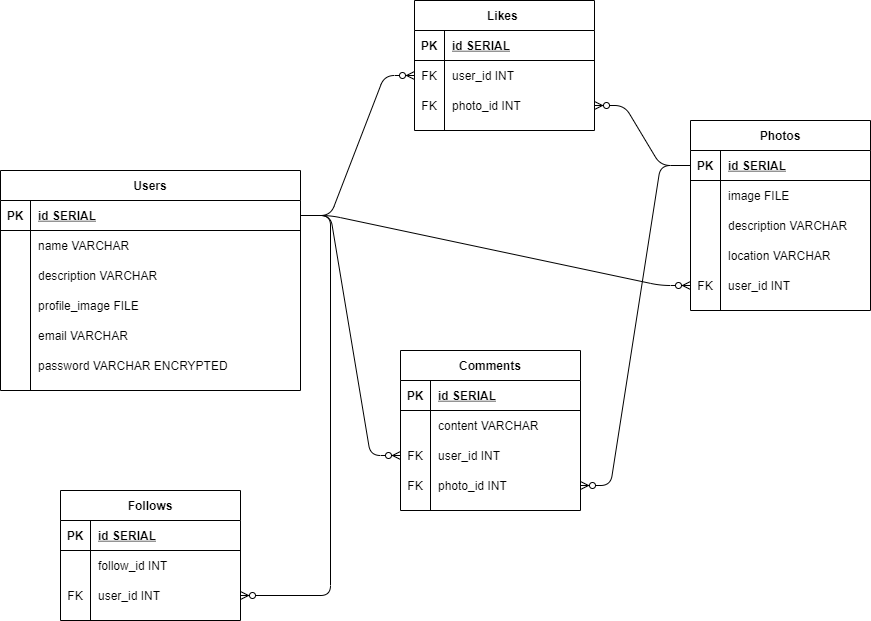 Likes
PK id SERIAL
FK user_id INT
FK photo_id INT
Photos
PK id SERIAL
image FILE
description VARCHAR
location VARCHAR
FK user_id INT
Users
PK id SERIAL
name VARCHAR
description VARCHAR
profile_image FILE
email VARCHAR
password VARCHAR ENCRYPTED
Comments
PK id SERIAL
content VARCHAR
FK user_id INT
FK photo_id INT
Follows
PK id SERIAL
follow_id INT
FK user_id INT